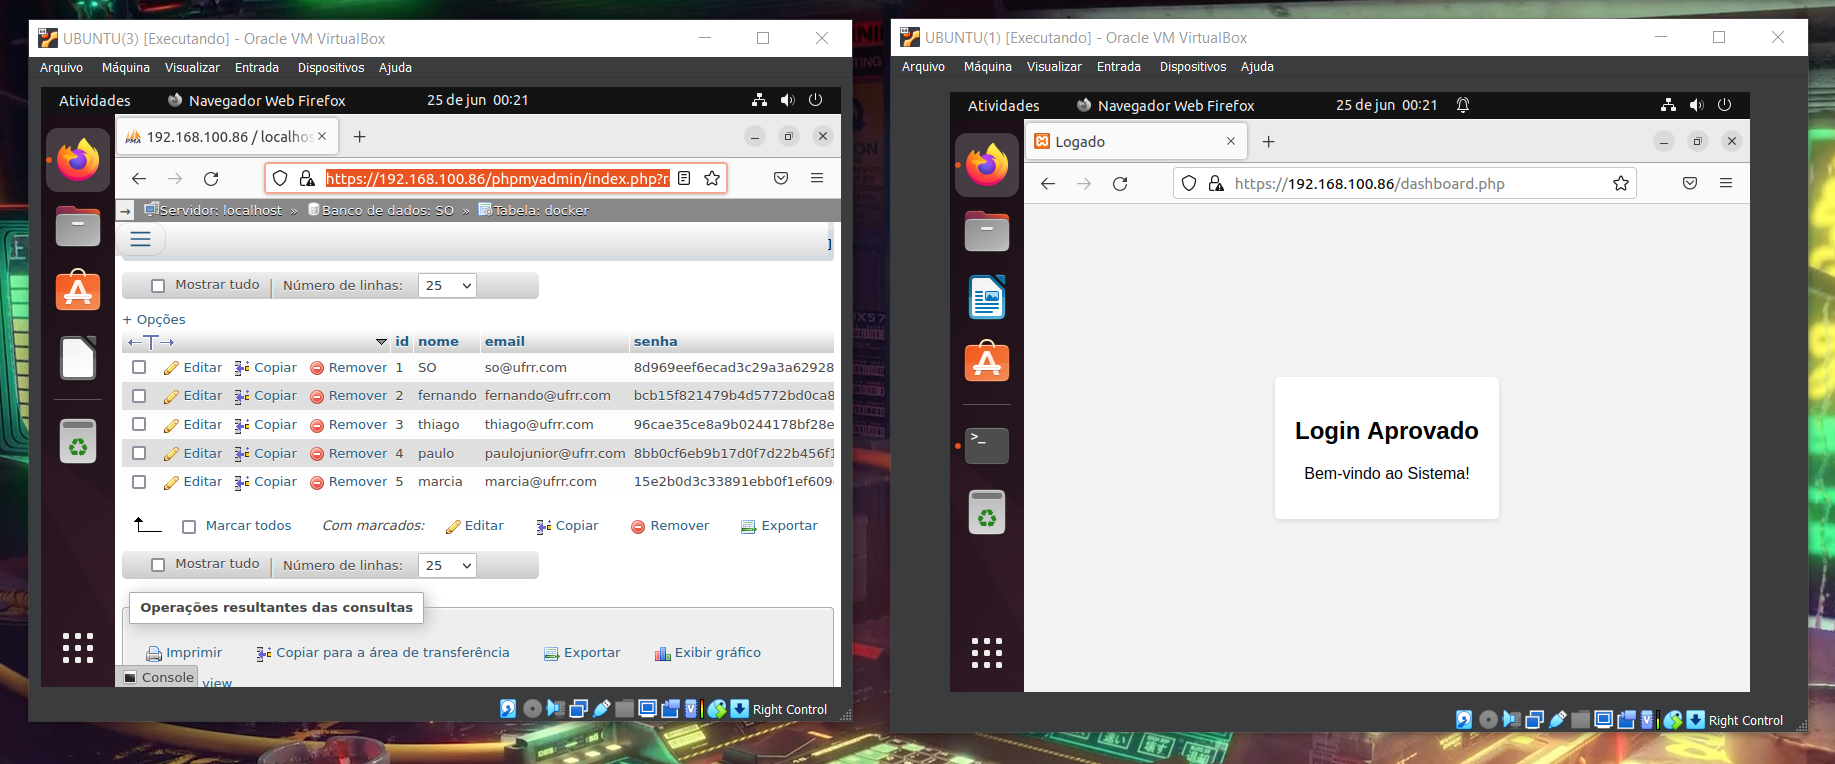 UBUNTU(3) [Executando] - Oracle VM VirtualBox
Arquivo Máquina Visualizar Entrada Dispositivos Ajuda
Atividades Navegador Web Firefox 25 de jun 00:21
192.168.100.86 / localhos
https://192.168.100.86/phpmyadmin/index.php?r
Servidor: localhost » Banco de dados: SO » Tabela: docker
]
Mostrar tudo Número de linhas: 25
+ Opções
id nome email senha
Editar Copiar Remover 1 SO so@ufrr.com 8d969eef6ecad3c29a3a62928
Editar Copiar Remover 2 fernando fernando@ufrr.com bcb15f821479b4d5772bd0ca8
Editar Copiar Remover 3 thiago thiago@ufrr.com 96cae35ce8a9b0244178bf28e
Editar Copiar Remover 4 paulo paulojunior@ufrr.com 8bb0cf6eb9b17d0f7d22b456f1
Editar Copiar Remover 5 marcia marcia@ufrr.com 15e2b0d3c33891ebb0f1ef609
Marcar todos Com marcados: Editar Copiar Remover Exportar
Mostrar tudo Número de linhas: 25
Operações resultantes das consultas
Imprimir Copiar para a área de transferência Exportar Exibir gráfico
Console view
Right Control
UBUNTU(1) [Executando] - Oracle VM VirtualBox
Arquivo Máquina Visualizar Entrada Dispositivos Ajuda
Atividades Navegador Web Firefox 25 de jun 00:21
Logado
https://192.168.100.86/dashboard.php
Login Aprovado
Bem-vindo ao Sistema!
Right Control